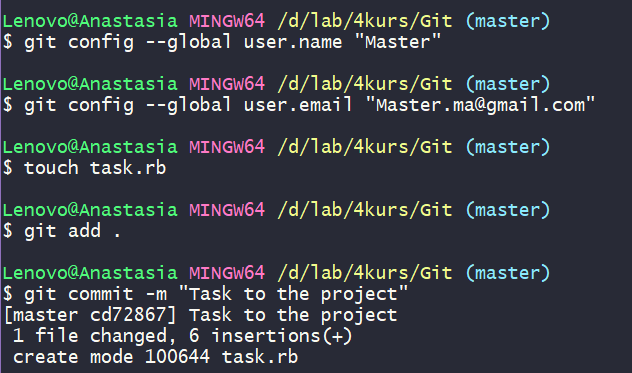 Lenovo@Anastasia MINGW64 /d/lab/4kurs/Git (master)
$ git config --global user.name "Master"
Lenovo@Anastasia MINGW64 /d/lab/4kurs/Git (master)
$ git config --global user.email "Master.ma@gmail.com"
Lenovo@Anastasia MINGW64 /d/lab/4kurs/Git (master)
$ touch task.rb
Lenovo@Anastasia MINGW64 /d/lab/4kurs/Git (master)
$ git add .
Lenovo@Anastasia MINGW64 /d/lab/4kurs/Git (master)
$ git commit -m "Task to the project"
[master cd72867] Task to the project
 1 file changed, 6 insertions(+)
 create mode 100644 task.rb